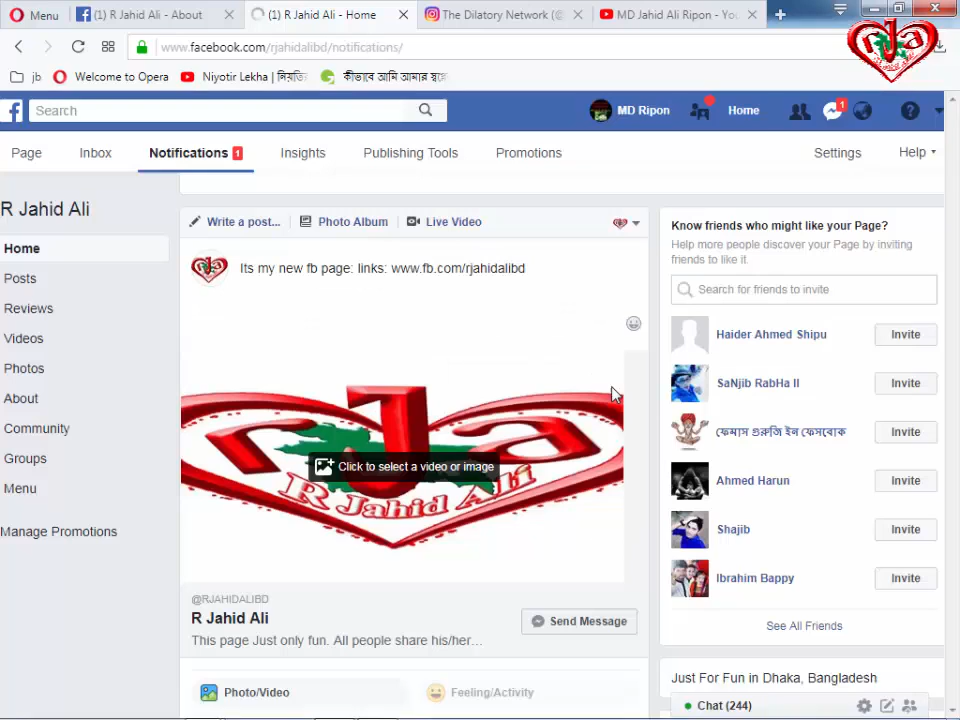 Menu
(1) R Jahid Ali - About
(1) R Jahid Ali - Home
The Dilatory Network (@
MD Jahid Ali Ripon - You
www.facebook.com/rjahidalibd/notifications/
jb
Welcome to Opera
Niyotir Lekha | নিয়তি
কীভাবে আমি আমার
rja
Search
MD Ripon
Home
1
Page
Inbox
Notifications 1
Insights
Publishing Tools
Promotions
Settings
Help
R Jahid Ali
Home
Posts
Reviews
Videos
Photos
About
Community
Groups
Menu
Manage Promotions
Write a post...
Photo Album
Live Video
Its my new fb page: links: www.fb.com/rjahidalibd
rja
R Jahid Ali
Click to select a video or image
@RJAHIDALIBD
R Jahid Ali
This page Just only fun. All people share his/her...
Send Message
Photo/Video
Feeling/Activity
Know friends who might like your Page?
Help more people discover your Page by inviting
friends to like it.
Search for friends to invite
Haider Ahmed Shipu
Invite
SaNjib RabHa II
Invite
ফেমাস গুরুজি ইন ফেসবোক
Invite
Ahmed Harun
Invite
Shajib
Invite
Ibrahim Bappy
Invite
See All Friends
Just For Fun in Dhaka, Bangladesh
Chat (244)